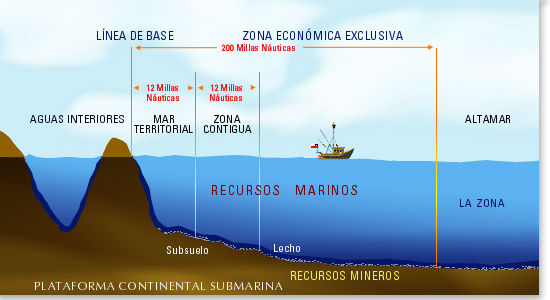 LÍNEA DE BASE
ZONA ECONÓMICA EXCLUSIVA
200 Millas Náuticas
12 Millas
Náuticas
12 Millas
Náuticas
AGUAS INTERIORES
MAR
TERRITORIAL
ZONA
CONTIGUA
ALTAMAR
RECURSOS MARINOS
LA ZONA
Subsuelo
Lecho
RECURSOS MINEROS
PLATAFORMA CONTINENTAL SUBMARINA